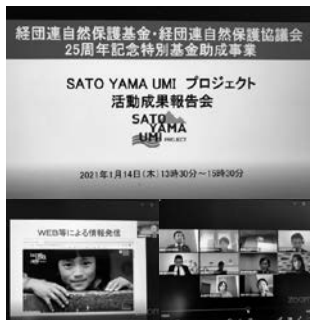 経団連自然保護基金・経団連自然保護協議会
25周年記念特別基金助成事業
SATO YAMA UMI プロジェクト
活動成果報告会
SATO
YAMA
UMI PROJECT
2021年1月14日(木)13時30分~15時30分
WEB等による情報発信
zoom